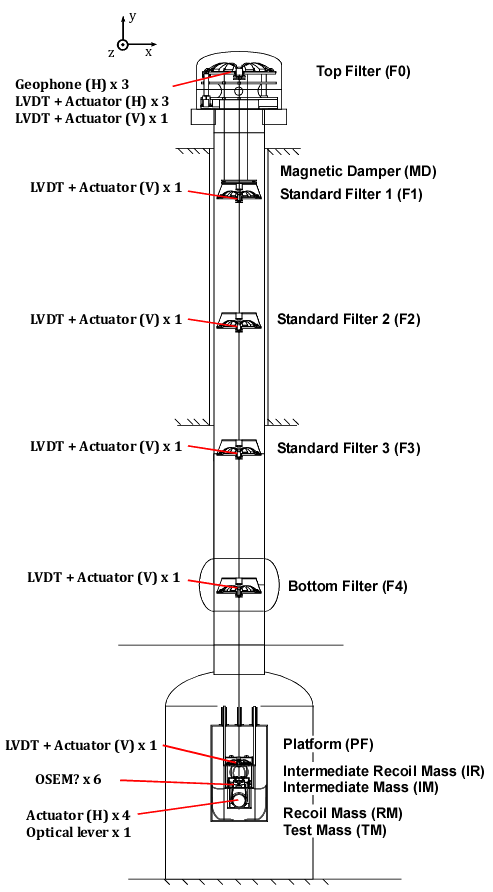 y
z
x
Top Filter (F0)
Geophone (H) x 3
LVDT + Actuator (H) x 3
LVDT + Actuator (V) x 1
Magnetic Damper (MD)
LVDT + Actuator (V) x 1
Standard Filter 1 (F1)
LVDT + Actuator (V) x 1
Standard Filter 2 (F2)
LVDT + Actuator (V) x 1
Standard Filter 3 (F3)
LVDT + Actuator (V) x 1
Bottom Filter (F4)
LVDT + Actuator (V) x 1
Platform (PF)
OSEM? x 6
Intermediate Recoil Mass (IR)
Intermediate Mass (IM)
Actuator (H) x 4
Optical lever x 1
Recoil Mass (RM)
Test Mass (TM)